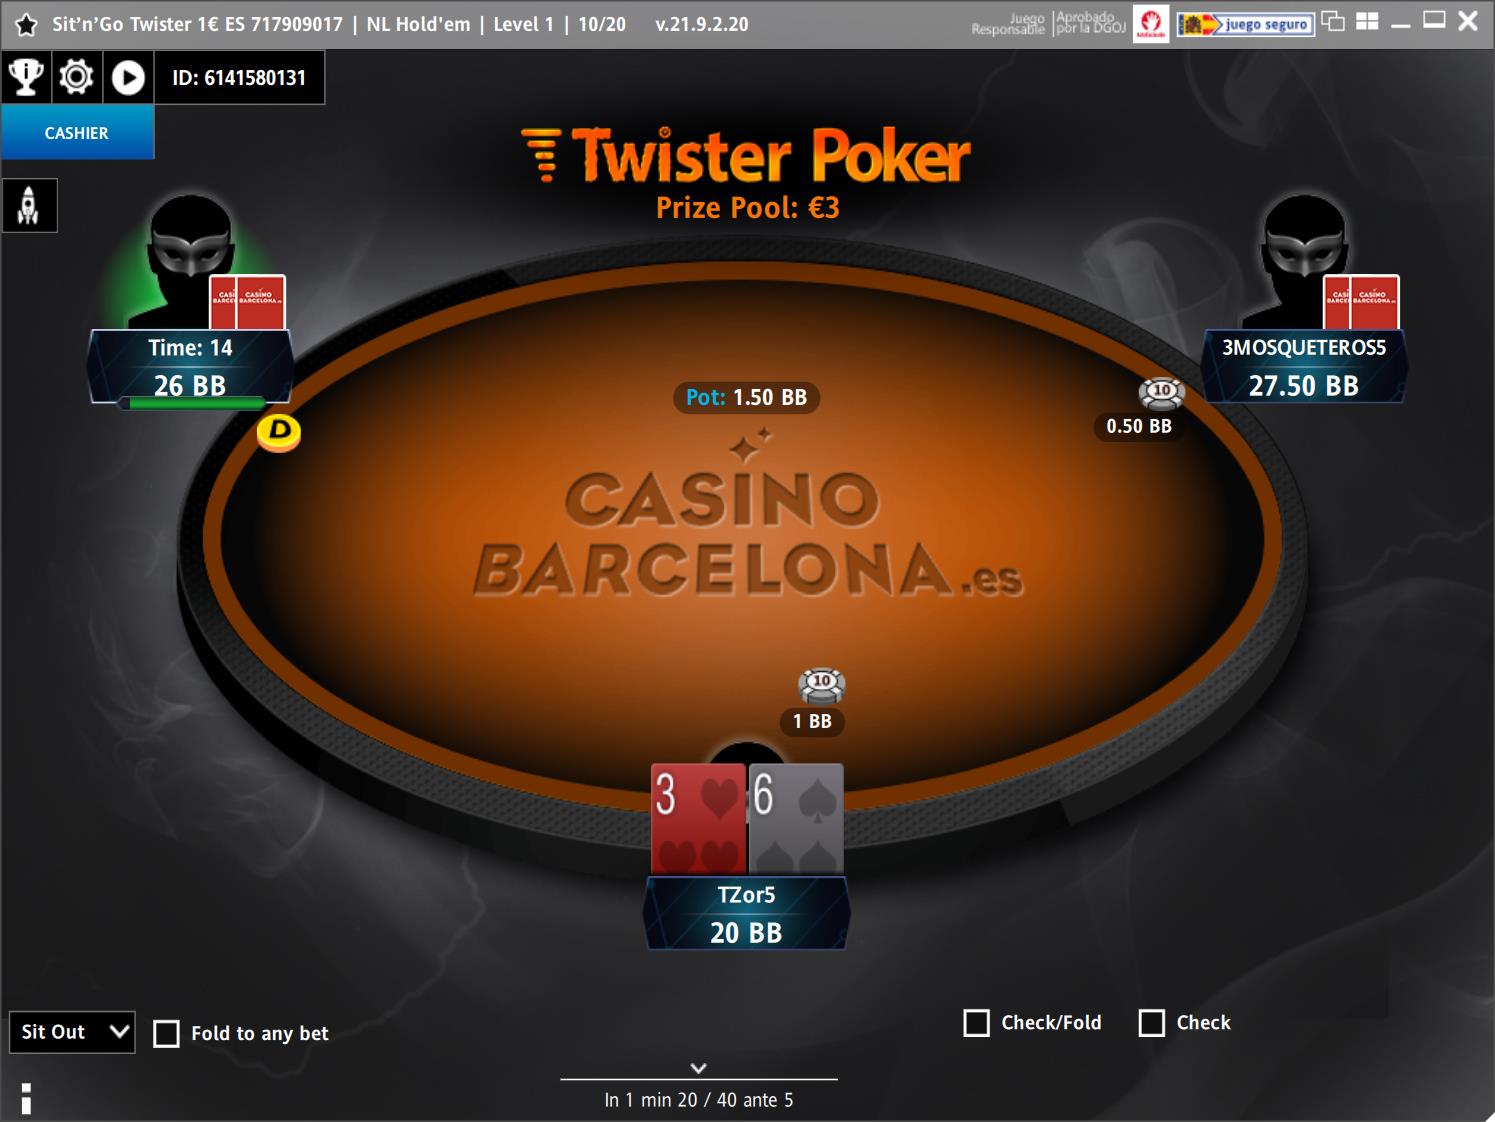 Sit'n'Go Twister 1€ ES 717909017 | NL Hold'em | Level 1 | 10/20 v.21.9.2.20
Juego Responsable
Aprobado por la DGOJ
juego seguro
ID: 6141580131
CASHIER
Twister Poker
Prize Pool: €3
CASINO BARCELONA.es
Time: 14
26 BB
D
3MOSQUETEROS5
27.50 BB
Pot: 1.50 BB
10
0.50 BB
CASINO
BARCELONA.es
10
1 BB
3 6
TZor5
20 BB
Sit Out
Fold to any bet
Check/Fold
Check
In 1 min 20 / 40 ante 5